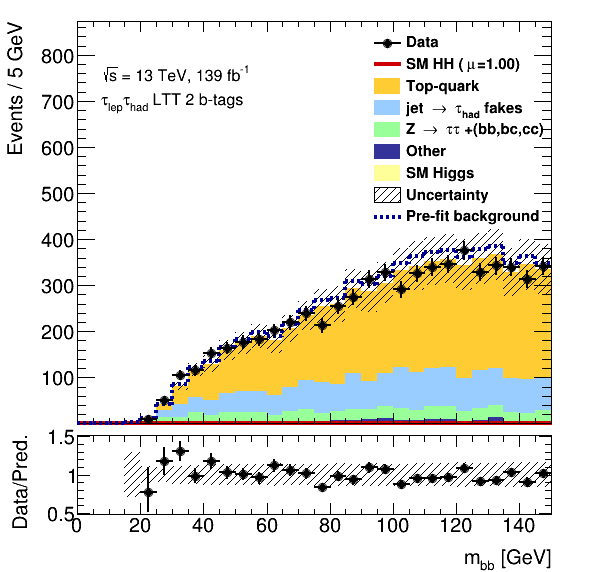 Events / 5 GeV
800
700
600
500
400
300
200
100
√s = 13 TeV, 139 fb⁻¹
τlepτhad LTT 2 b-tags
Data
SM HH ( μ=1.00)
Top-quark
jet → τhad fakes
Z → ττ +(bb,bc,cc)
Other
SM Higgs
Uncertainty
Pre-fit background
Data/Pred.
1.5
1
0.5
0 20 40 60 80 100 120 140
mbb [GeV]